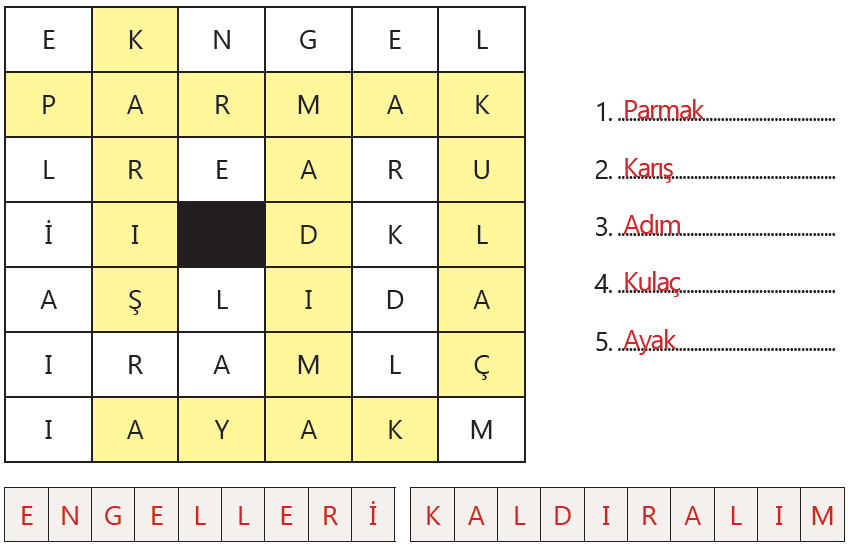 E K N G E L
P A R M A K
L R E A R U
İ I D K L
A Ş L I D A
I R A M L Ç
I A Y A K M
1. Parmak
2. Karış
3. Adım
4. Kulaç
5. Ayak
E N G E L L E R İ K A L D I R A L I M